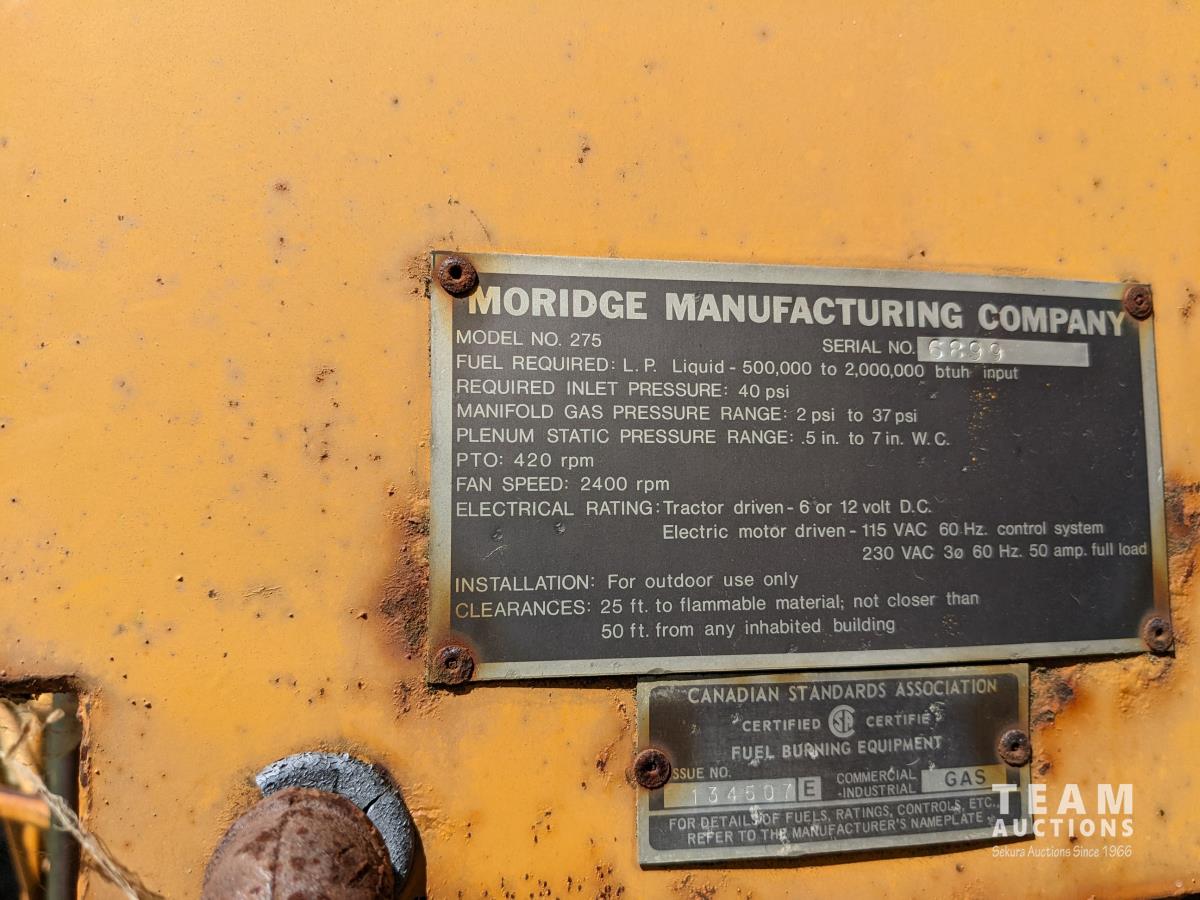 MORIDGE MANUFACTURING COMPANY
MODEL NO. 275 SERIAL NO. 6899
FUEL REQUIRED: L.P. Liquid - 500,000 to 2,000,000 btuh input
REQUIRED INLET PRESSURE: 40 psi
MANIFOLD GAS PRESSURE RANGE: 2 psi to 37 psi
PLENUM STATIC PRESSURE RANGE: .5 in. to 7 in. W.C.
PTO: 420 rpm
FAN SPEED: 2400 rpm
ELECTRICAL RATING: Tractor driven - 6 or 12 volt D.C.
Electric motor driven - 115 VAC 60 Hz. control system
230 VAC 3ø 60 Hz. 50 amp. full load
INSTALLATION: For outdoor use only
CLEARANCES: 25 ft. to flammable material; not closer than
50 ft. from any inhabited building
CANADIAN STANDARDS ASSOCIATION
CERTIFIED SA CERTIFIE
FUEL BURNING EQUIPMENT
ISSUE NO.
134507 E COMMERCIAL
-INDUSTRIAL GAS
FOR DETAILS OF FUELS, RATINGS, CONTROLS, ETC.,
REFER TO THE MANUFACTURER'S NAMEPLATE.
TEAM
AUCTIONS
Sekura Auctions Since 1966